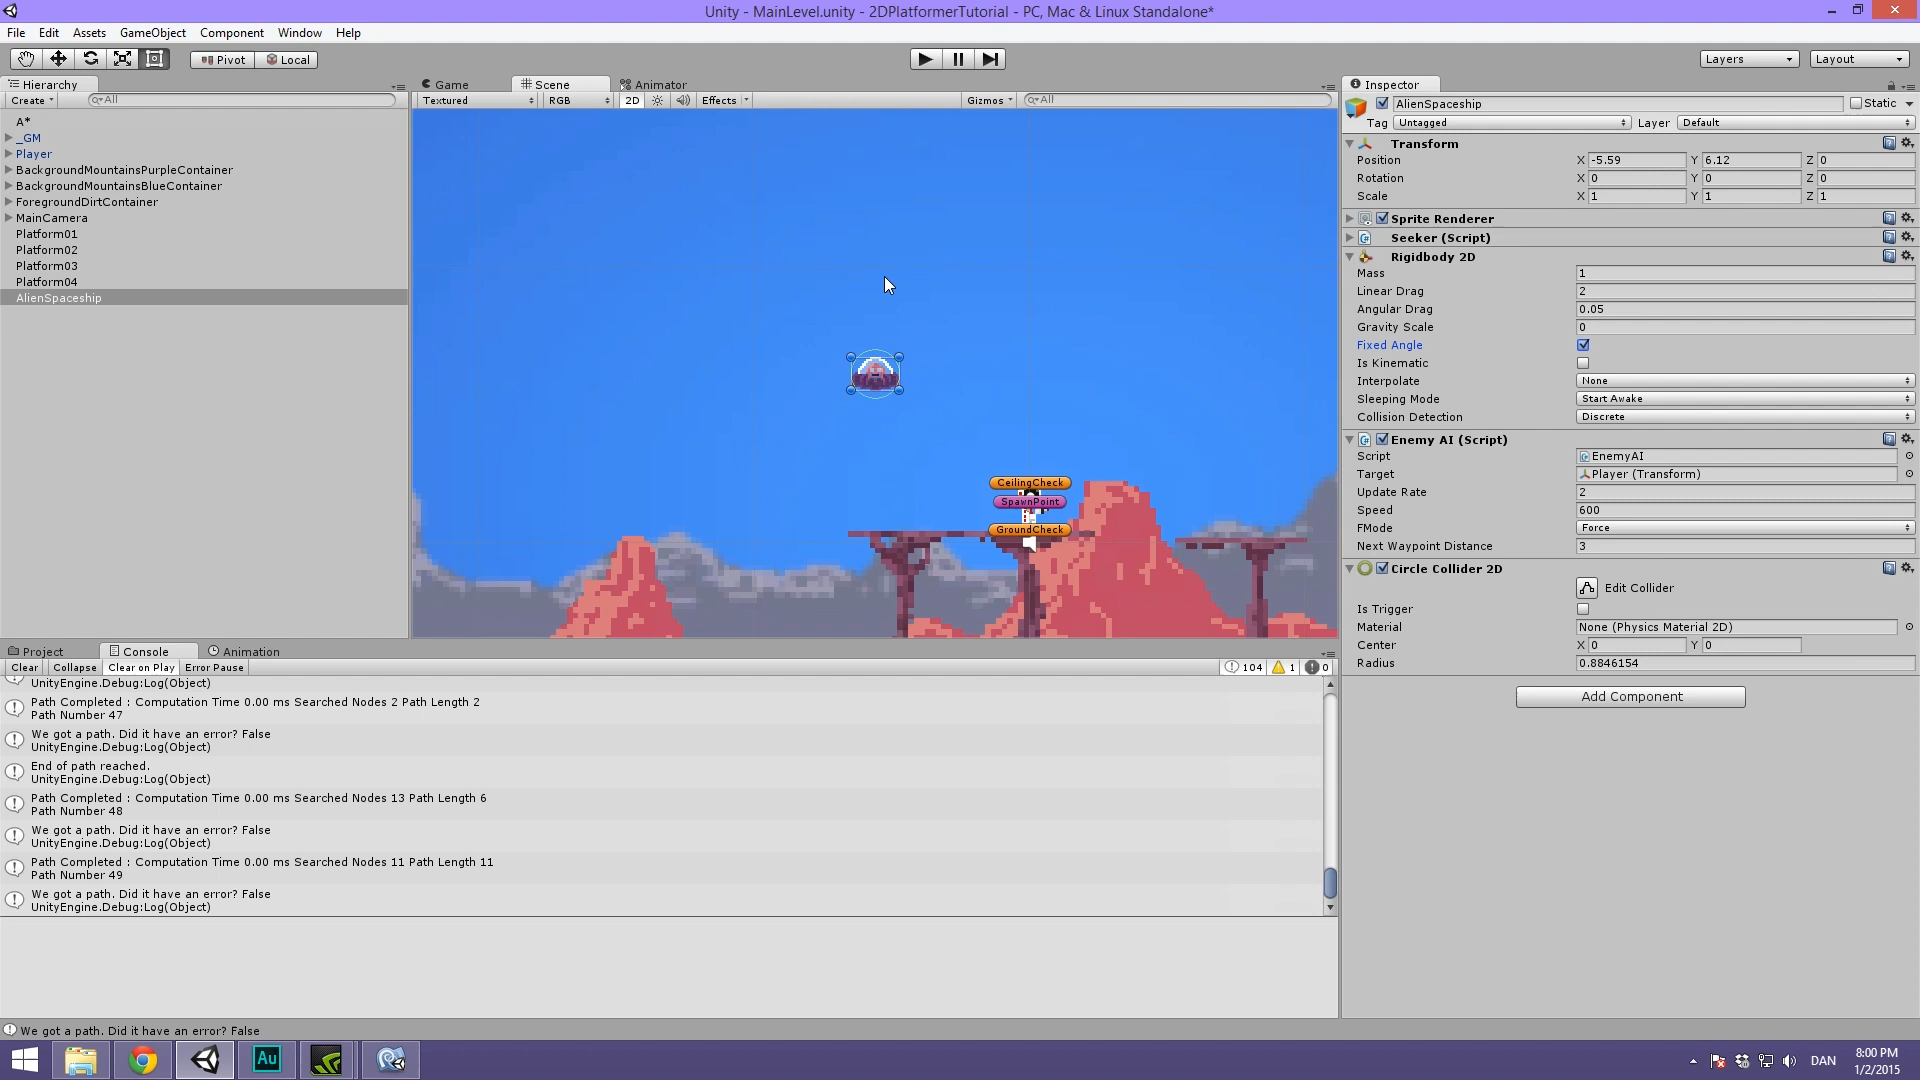 Unity - MainLevel.unity - 2DPlatformerTutorial - PC, Mac & Linux Standalone*
File Edit Assets GameObject Component Window Help
Pivot Local Layers Layout
Hierarchy
Create All
A*
_GM
Player
BackgroundMountainsPurpleContainer
BackgroundMountainsBlueContainer
ForegroundDirtContainer
MainCamera
Platform01
Platform02
Platform03
Platform04
AlienSpaceship
Game Scene Animator
Textured RGB 2D Effects Gizmos All
CeilingCheck
SpawnPoint
GroundCheck
Inspector
AlienSpaceship Static
Tag Untagged Layer Default
Transform
Position X -5.59 Y 6.12 Z 0
Rotation X 0 Y 0 Z 0
Scale X 1 Y 1 Z 1
Sprite Renderer
Seeker (Script)
Rigidbody 2D
Mass 1
Linear Drag 2
Angular Drag 0.05
Gravity Scale 0
Fixed Angle
Is Kinematic
Interpolate None
Sleeping Mode Start Awake
Collision Detection Discrete
Enemy AI (Script)
Script EnemyAI
Target Player (Transform)
Update Rate 2
Speed 600
FMode Force
Next Waypoint Distance 3
Circle Collider 2D
Edit Collider
Is Trigger
Material None (Physics Material 2D)
Center X 0 Y 0
Radius 0.8846154
Add Component
Project Console Animation
Clear Collapse Clear on Play Error Pause 104 1 0
UnityEngine.Debug:Log(Object)
Path Completed : Computation Time 0.00 ms Searched Nodes 2 Path Length 2
Path Number 47
We got a path. Did it have an error? False
UnityEngine.Debug:Log(Object)
End of path reached.
UnityEngine.Debug:Log(Object)
Path Completed : Computation Time 0.00 ms Searched Nodes 13 Path Length 6
Path Number 48
We got a path. Did it have an error? False
UnityEngine.Debug:Log(Object)
Path Completed : Computation Time 0.00 ms Searched Nodes 11 Path Length 11
Path Number 49
We got a path. Did it have an error? False
UnityEngine.Debug:Log(Object)
We got a path. Did it have an error? False
Au
DAN
8:00 PM
1/2/2015